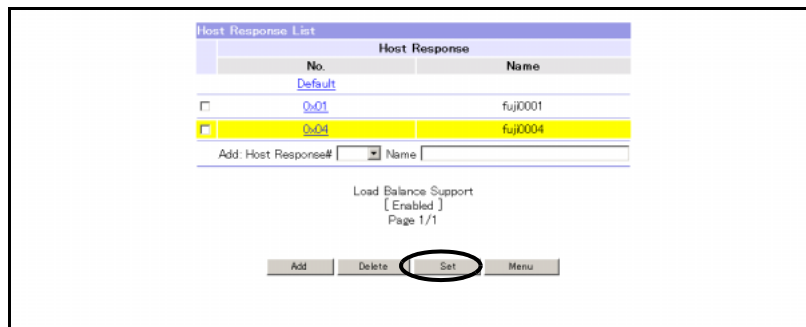 Host Response List
Host Response
No. Name
Default
0x01 fuji0001
0x04 fuji0004
Add: Host Response# Name
Load Balance Support
[ Enabled ]
Page 1/1
Add Delete Set Menu